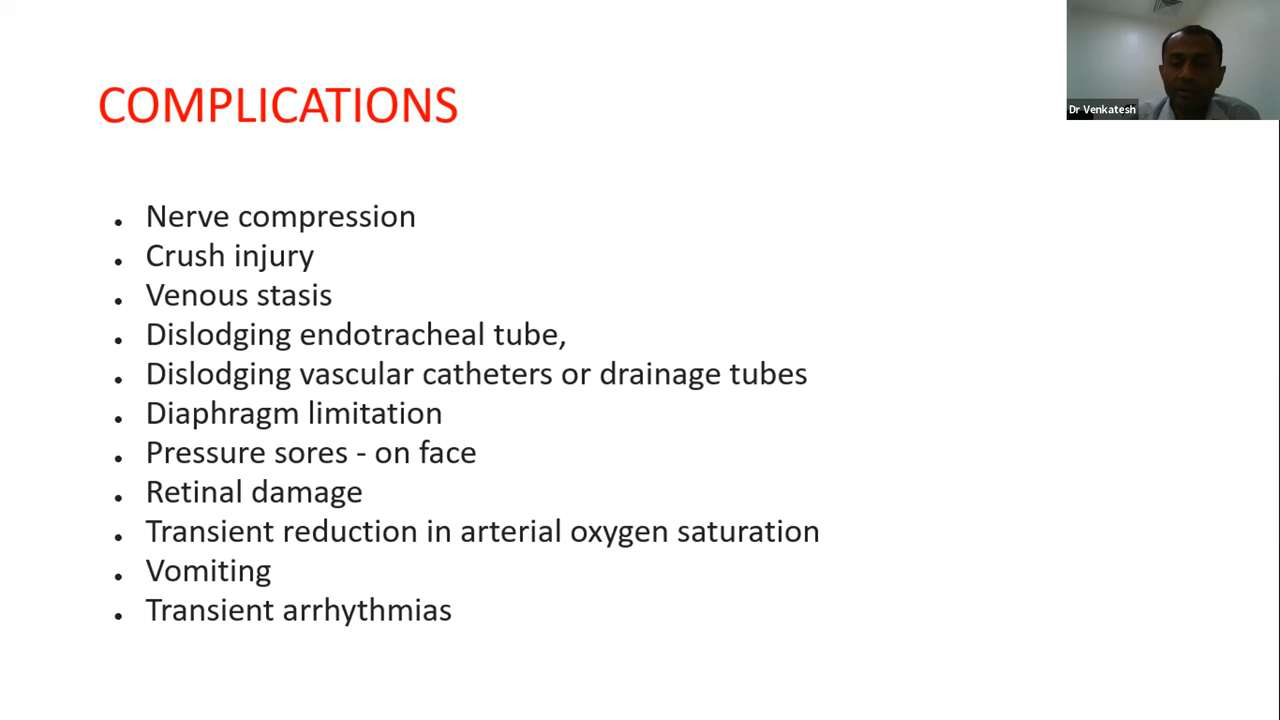 COMPLICATIONS
Dr Venkatesh
• Nerve compression
• Crush injury
• Venous stasis
• Dislodging endotracheal tube,
• Dislodging vascular catheters or drainage tubes
• Diaphragm limitation
• Pressure sores - on face
• Retinal damage
• Transient reduction in arterial oxygen saturation
• Vomiting
• Transient arrhythmias